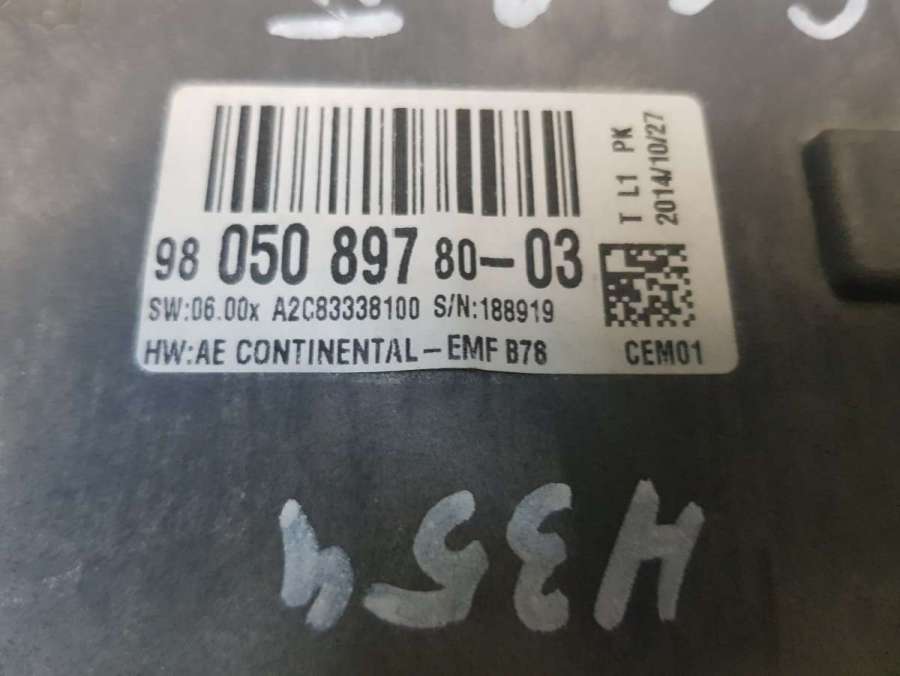 T L1 PK
2014/10/27
98 050 897 80-03
SW:06.00x A2C83338100 S/N:188919
HW:AE CONTINENTAL-EMF B78 CEM01
H354